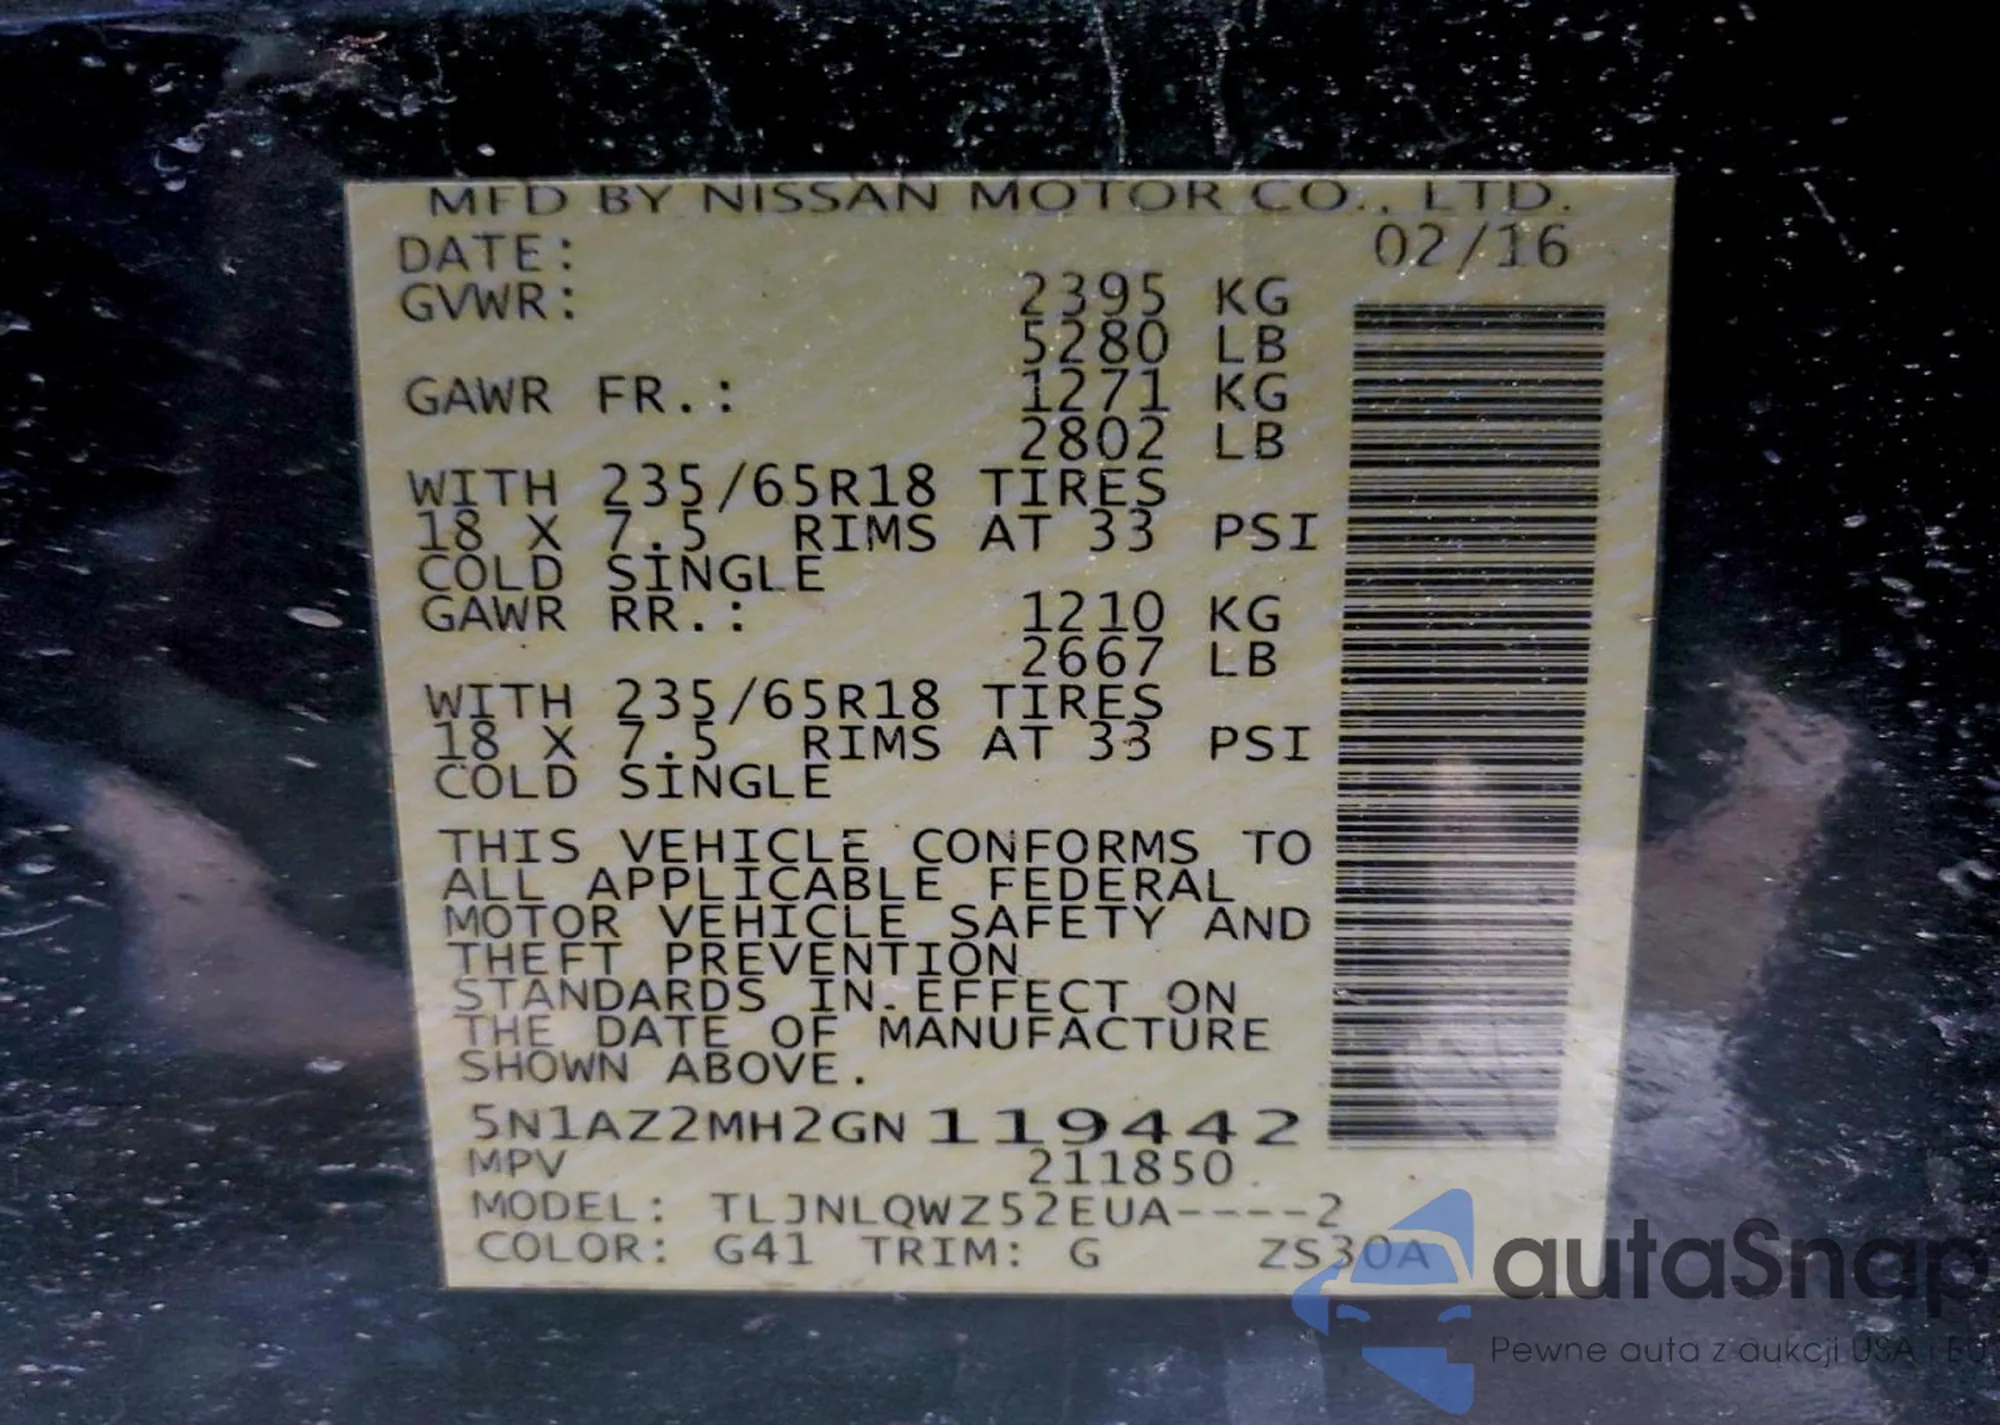 MFD BY NISSAN MOTOR CO., LTD.
DATE: 02/16
GVWR: 2395 KG
5280 LB
GAWR FR.: 1271 KG
2802 LB
WITH 235/65R18 TIRES
18 X 7.5 RIMS AT 33 PSI
COLD SINGLE
GAWR RR.: 1210 KG
2667 LB
WITH 235/65R18 TIRES
18 X 7.5 RIMS AT 33 PSI
COLD SINGLE
THIS VEHICLE CONFORMS TO
ALL APPLICABLE FEDERAL
MOTOR VEHICLE SAFETY AND
THEFT PREVENTION
STANDARDS IN EFFECT ON
THE DATE OF MANUFACTURE
SHOWN ABOVE.
5N1AZ2MH2GN119442
MPV 211850
MODEL: TLJNLQWZ52EUA----2
COLOR: G41 TRIM: G ZS30A
autaSnap
Pewne auta z aukcji USA i EU